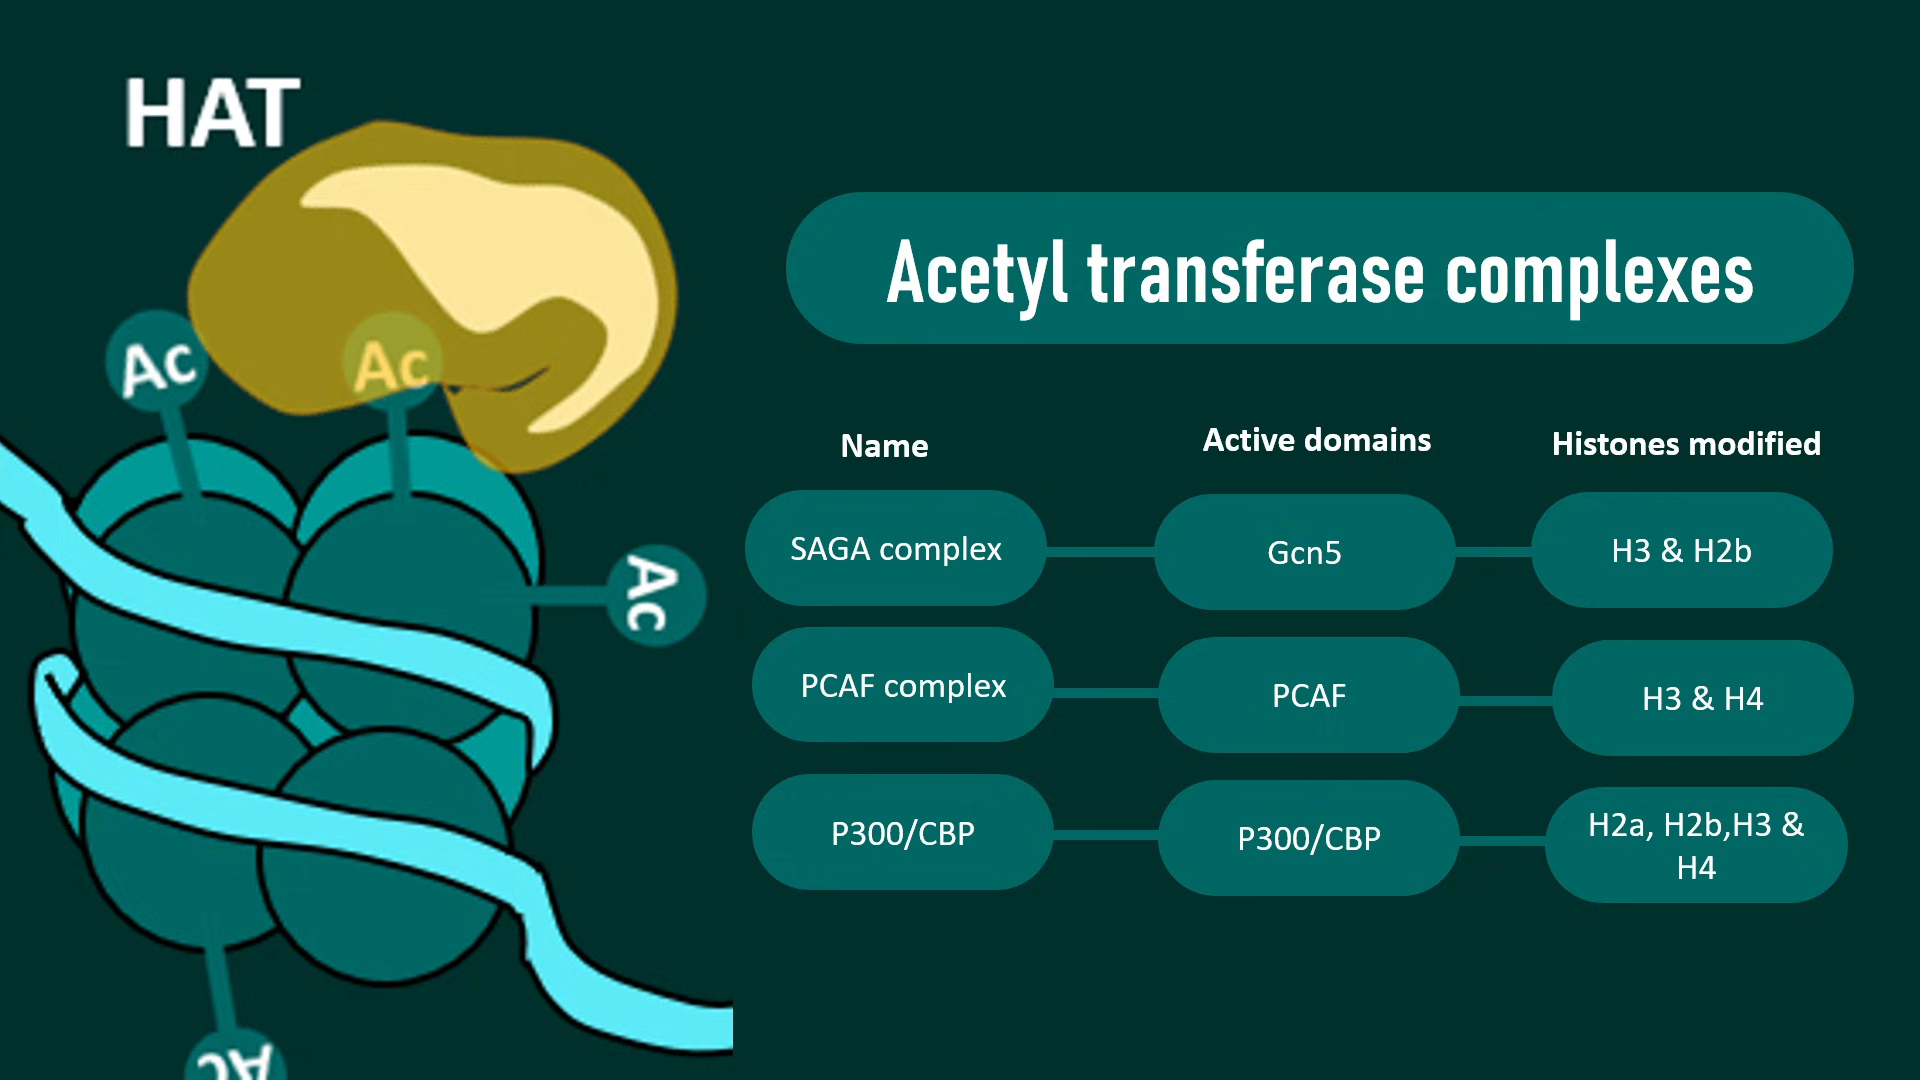 HAT
Ac
Ac
Ac
Ac
Acetyl transferase complexes
Name
Active domains
Histones modified
SAGA complex
Gcn5
H3 & H2b
PCAF complex
PCAF
H3 & H4
P300/CBP
P300/CBP
H2a, H2b,H3 &
H4